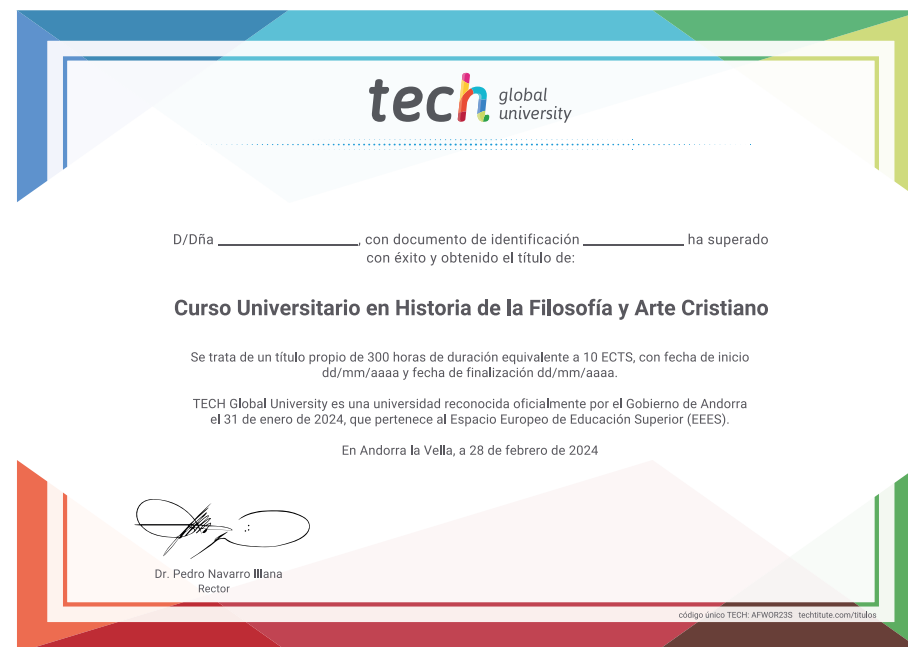 tech global university
D/Dña ____________________, con documento de identificación ______________ ha superado
con éxito y obtenido el título de:
Curso Universitario en Historia de la Filosofía y Arte Cristiano
Se trata de un título propio de 300 horas de duración equivalente a 10 ECTS, con fecha de inicio
dd/mm/aaaa y fecha de finalización dd/mm/aaaa.
TECH Global University es una universidad reconocida oficialmente por el Gobierno de Andorra
el 31 de enero de 2024, que pertenece al Espacio Europeo de Educación Superior (EEES).
En Andorra la Vella, a 28 de febrero de 2024
Dr. Pedro Navarro Illana
Rector
código único TECH: AFWOR23S techtitute.com/titulos